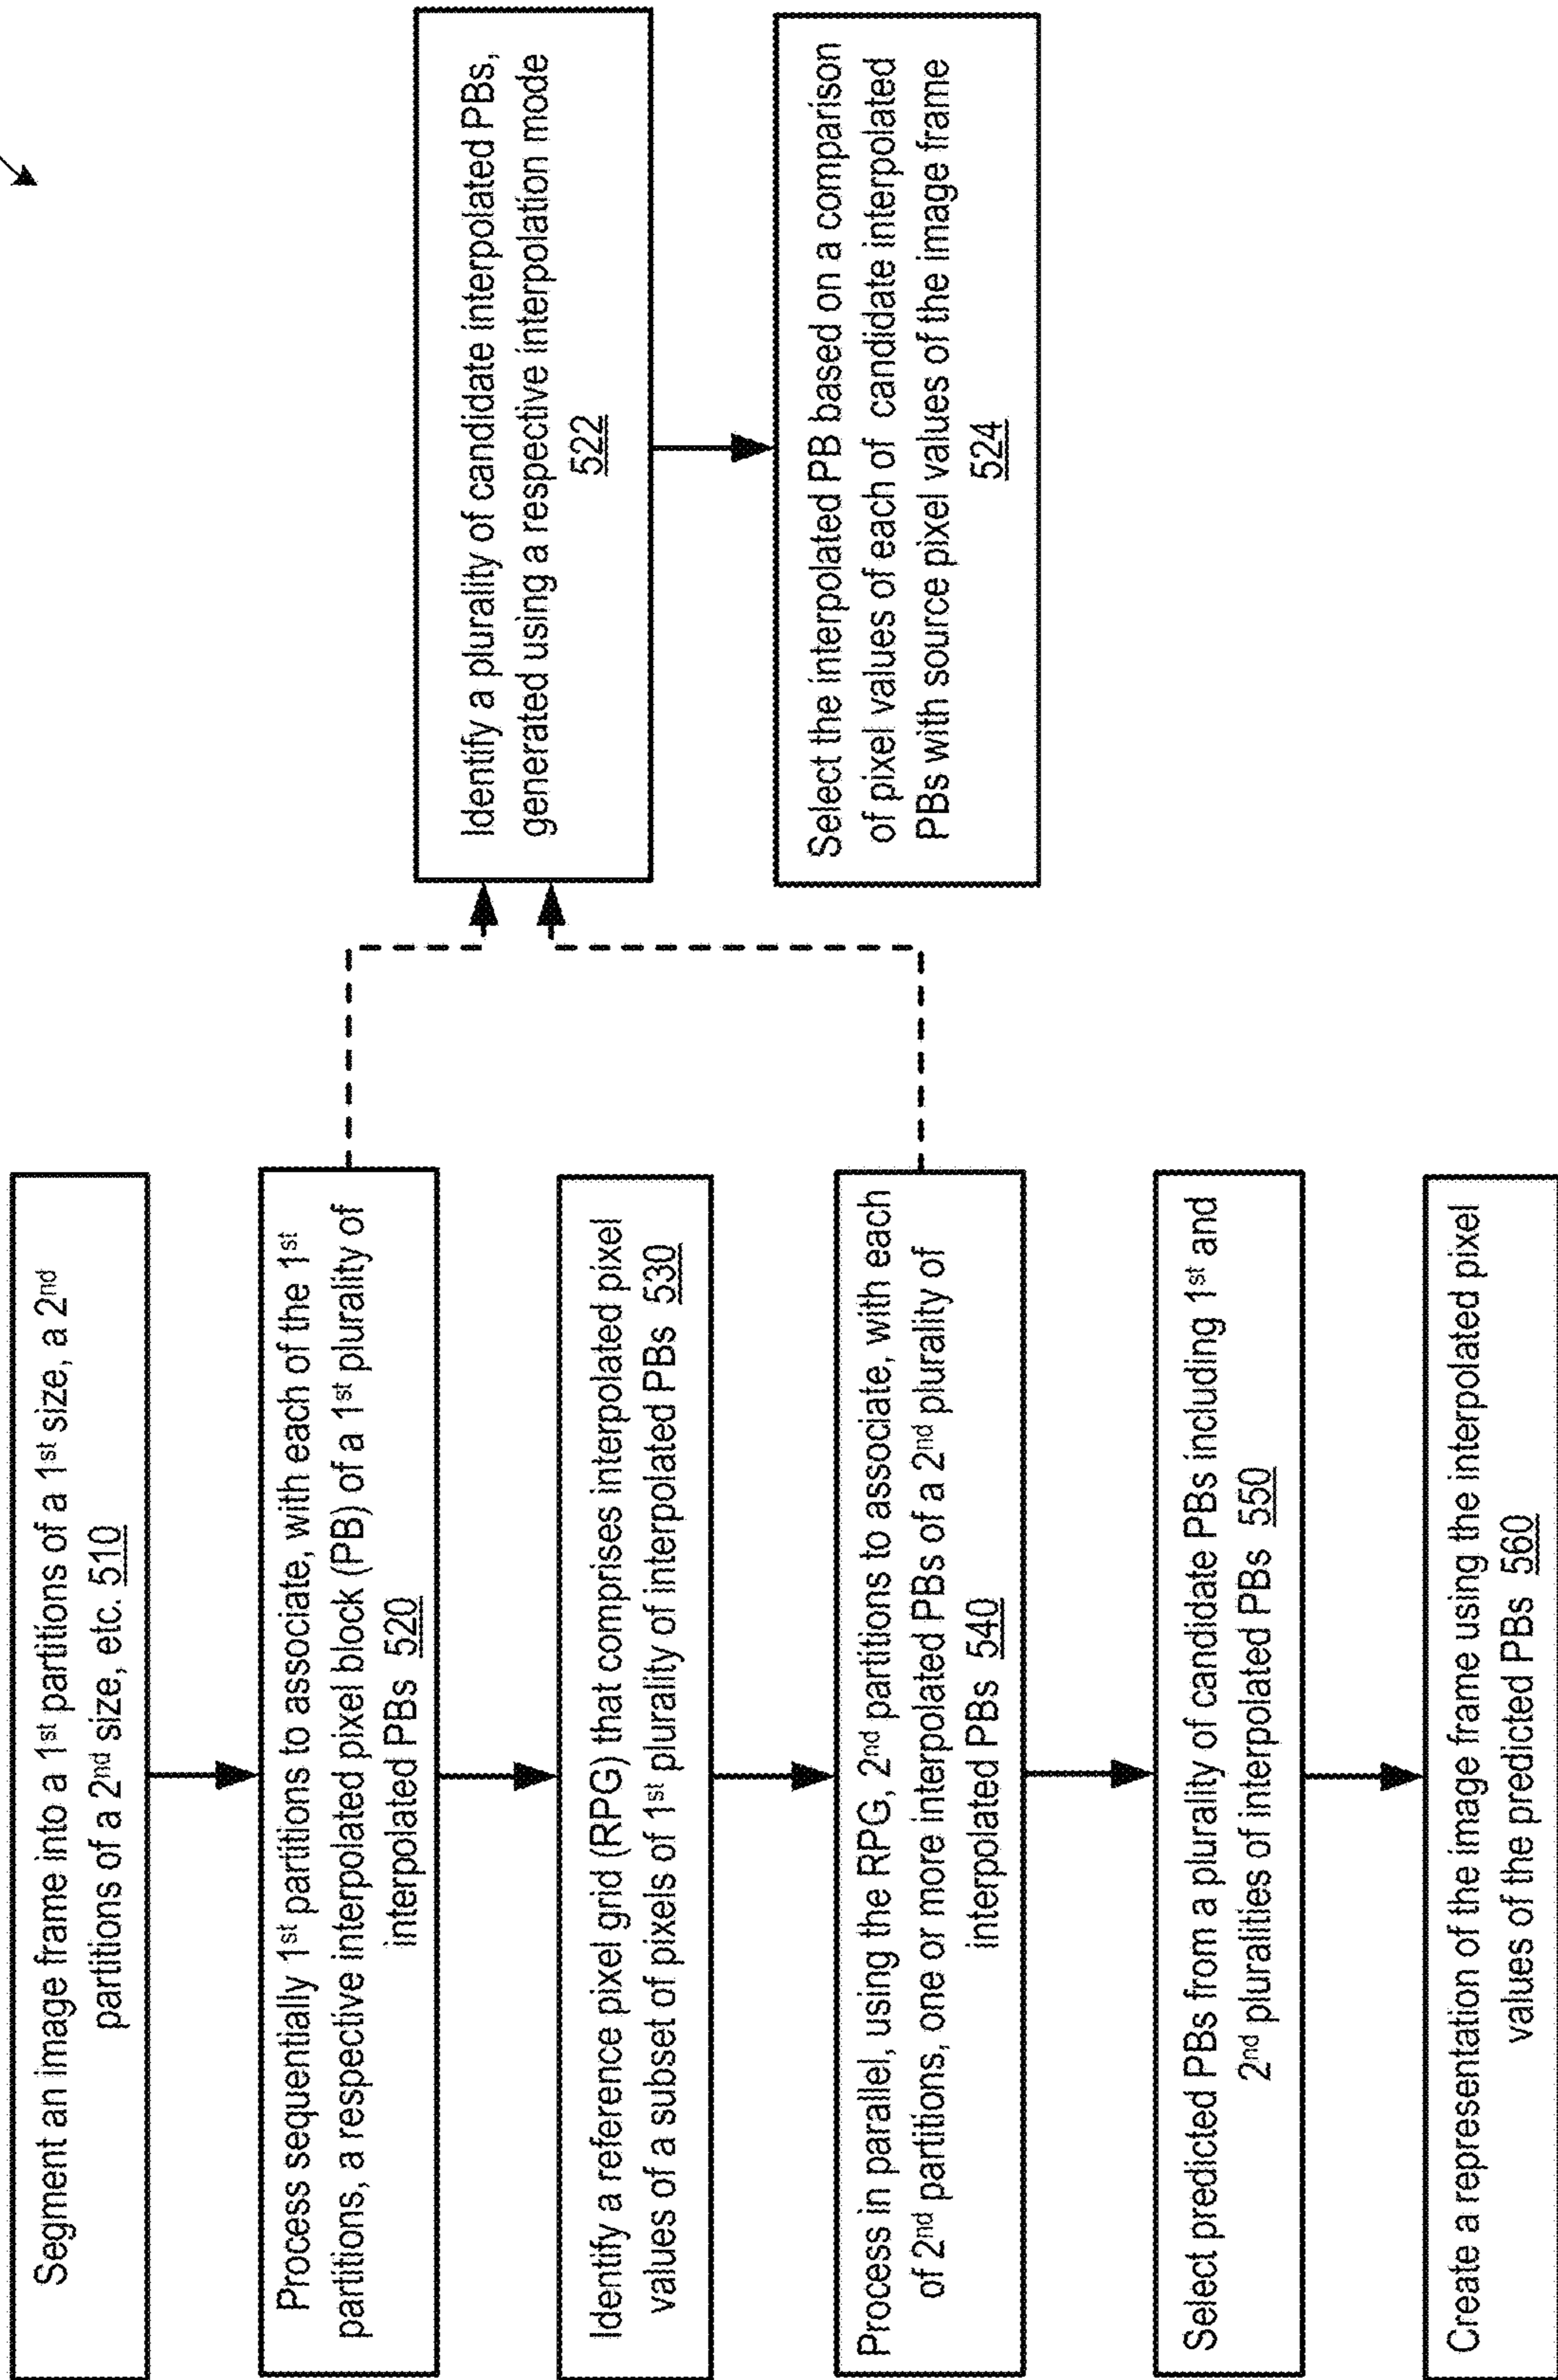 Segment an image frame into a 1st partitions of a 1st size, a 2nd
partitions of a 2nd size, etc. 510
Process sequentially 1st partitions to associate, with each of the 1st
partitions, a respective interpolated pixel block (PB) of a 1st plurality of
interpolated PBs 520
Identify a reference pixel grid (RPG) that comprises interpolated pixel
values of a subset of pixels of 1st plurality of interpolated PBs 530
Process in parallel, using the RPG, 2nd partitions to associate, with each
of 2nd partitions, one or more interpolated PBs of a 2nd plurality of
interpolated PBs 540
Select predicted PBs from a plurality of candidate PBs including 1st and
2nd pluralities of interpolated PBs 550
Create a representation of the image frame using the interpolated pixel
values of the predicted PBs 560
Identify a plurality of candidate interpolated PBs,
generated using a respective interpolation mode
522
Select the interpolated PB based on a comparison
of pixel values of each of candidate interpolated
PBs with source pixel values of the image frame
524